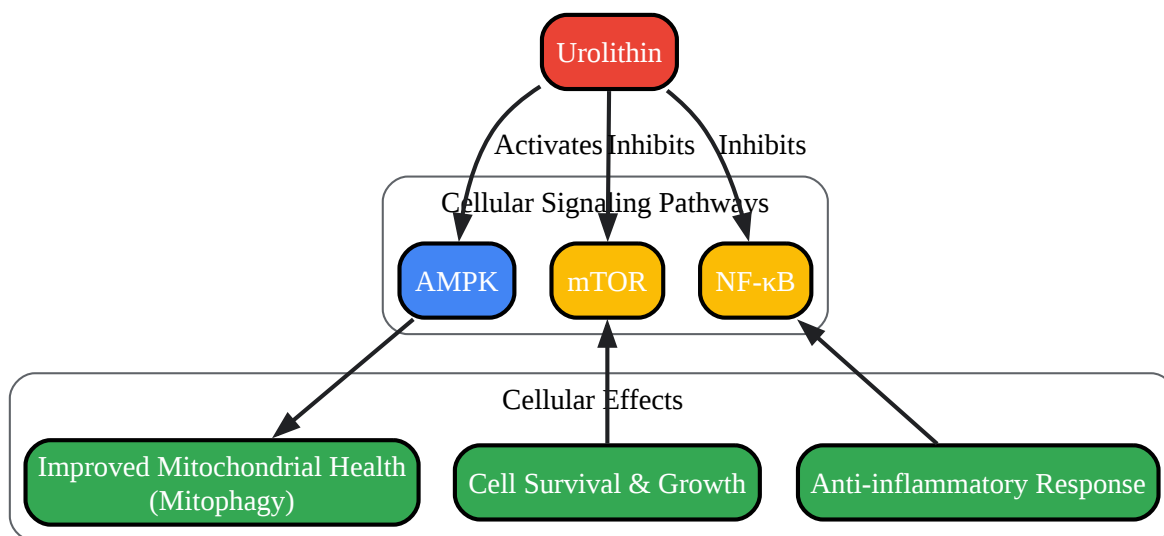 Urolithin
Activates
Inhibits
Inhibits
Cellular Signaling Pathways
AMPK
mTOR
NF-κB
Cellular Effects
Improved Mitochondrial Health
(Mitophagy)
Cell Survival & Growth
Anti-inflammatory Response